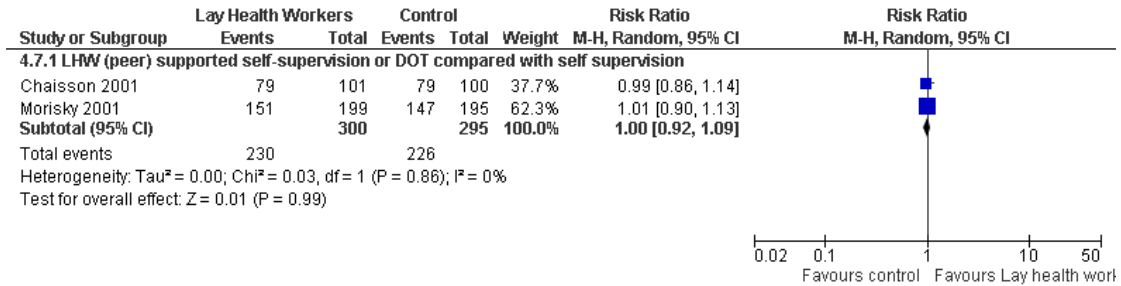 Lay Health Workers Control Risk Ratio Risk Ratio
Study or Subgroup Events Total Events Total Weight M-H, Random, 95% CI M-H, Random, 95% CI
4.7.1 LHW (peer) supported self-supervision or DOT compared with self supervision
Chaisson 2001 79 101 79 100 37.7% 0.99 [0.86, 1.14]
Morisky 2001 151 199 147 195 62.3% 1.01 [0.90, 1.13]
Subtotal (95% CI) 300 295 100.0% 1.00 [0.92, 1.09]
Total events 230 226
Heterogeneity: Tau² = 0.00; Chi² = 0.03, df = 1 (P = 0.86); I² = 0%
Test for overall effect: Z = 0.01 (P = 0.99)
0.02 0.1 1 10 50
Favours control Favours Lay health work